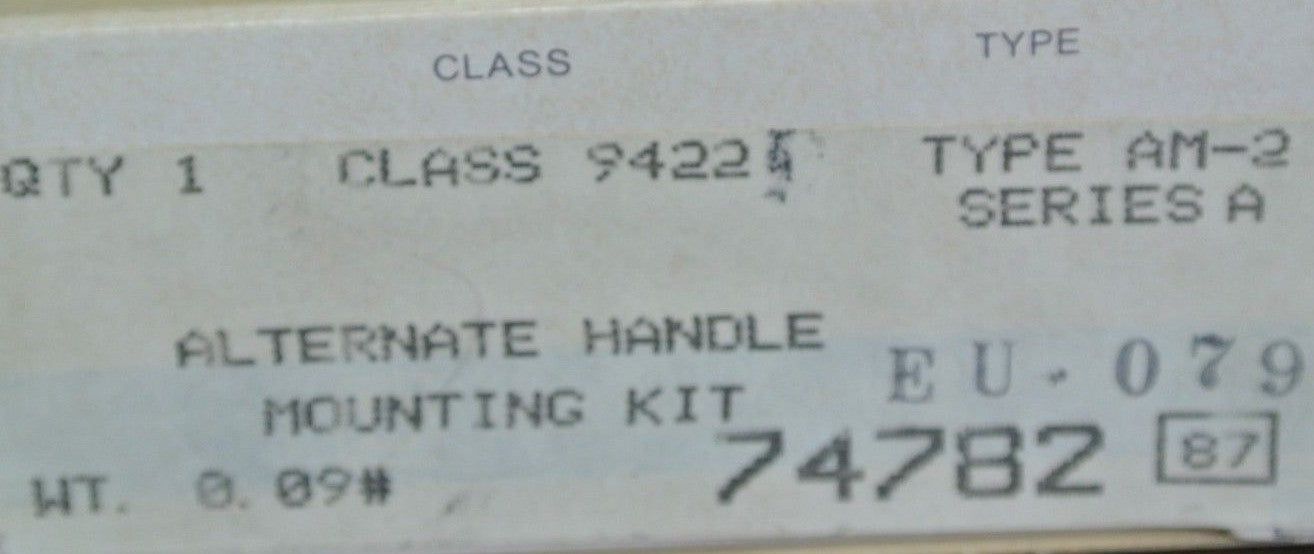 CLASS TYPE
QTY 1 CLASS 9422 TYPE AM-2
SERIES A
ALTERNATE HANDLE
MOUNTING KIT
EU-079
WT. 0.09# 74782 87